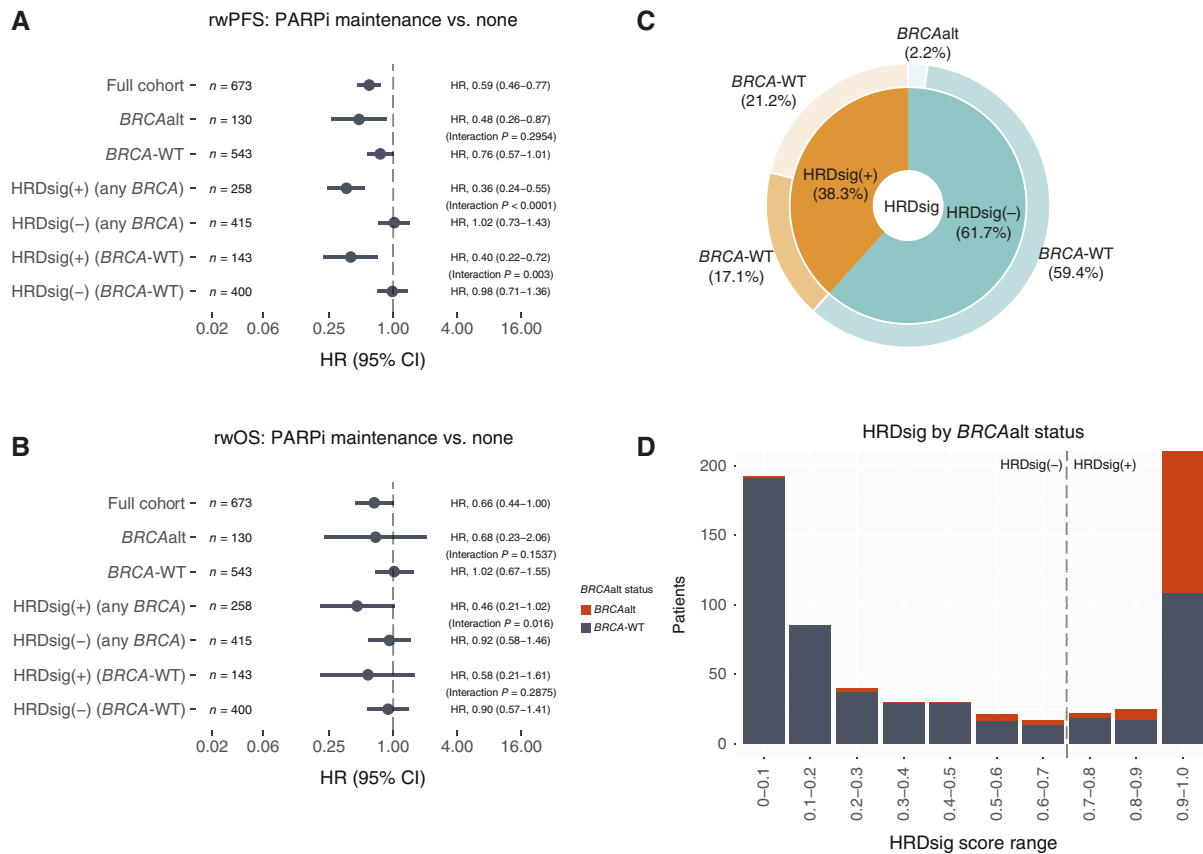 A
rwPFS: PARPi maintenance vs. none
Full cohort n = 673 HR, 0.59 (0.46–0.77)
BRCAalt n = 130 HR, 0.48 (0.26–0.87)
(Interaction P = 0.2954)
BRCA-WT n = 543 HR, 0.76 (0.57–1.01)
HRDsig(+) (any BRCA) n = 258 HR, 0.36 (0.24–0.55)
(Interaction P < 0.0001)
HRDsig(–) (any BRCA) n = 415 HR, 1.02 (0.73–1.43)
HRDsig(+) (BRCA-WT) n = 143 HR, 0.40 (0.22–0.72)
(Interaction P = 0.003)
HRDsig(–) (BRCA-WT) n = 400 HR, 0.98 (0.71–1.36)
0.02 0.06 0.25 1.00 4.00 16.00
HR (95% CI)
B
rwOS: PARPi maintenance vs. none
Full cohort n = 673 HR, 0.66 (0.44–1.00)
BRCAalt n = 130 HR, 0.68 (0.23–2.06)
(Interaction P = 0.1537)
BRCA-WT n = 543 HR, 1.02 (0.67–1.55)
HRDsig(+) (any BRCA) n = 258 HR, 0.46 (0.21–1.02)
(Interaction P = 0.016)
HRDsig(–) (any BRCA) n = 415 HR, 0.92 (0.58–1.46)
HRDsig(+) (BRCA-WT) n = 143 HR, 0.58 (0.21–1.61)
(Interaction P = 0.2875)
HRDsig(–) (BRCA-WT) n = 400 HR, 0.90 (0.57–1.41)
0.02 0.06 0.25 1.00 4.00 16.00
HR (95% CI)
C
BRCAalt
(2.2%)
BRCA-WT
(21.2%)
HRDsig(+)
(38.3%)
HRDsig
HRDsig(–)
(61.7%)
BRCA-WT
(17.1%)
BRCA-WT
(59.4%)
D
HRDsig by BRCAalt status
HRDsig(–) HRDsig(+)
200
150
100
50
0
Patients
BRCAalt status
BRCAalt
BRCA-WT
0–0.1
0.1–0.2
0.2–0.3
0.3–0.4
0.4–0.5
0.5–0.6
0.6–0.7
0.7–0.8
0.8–0.9
0.9–1.0
HRDsig score range